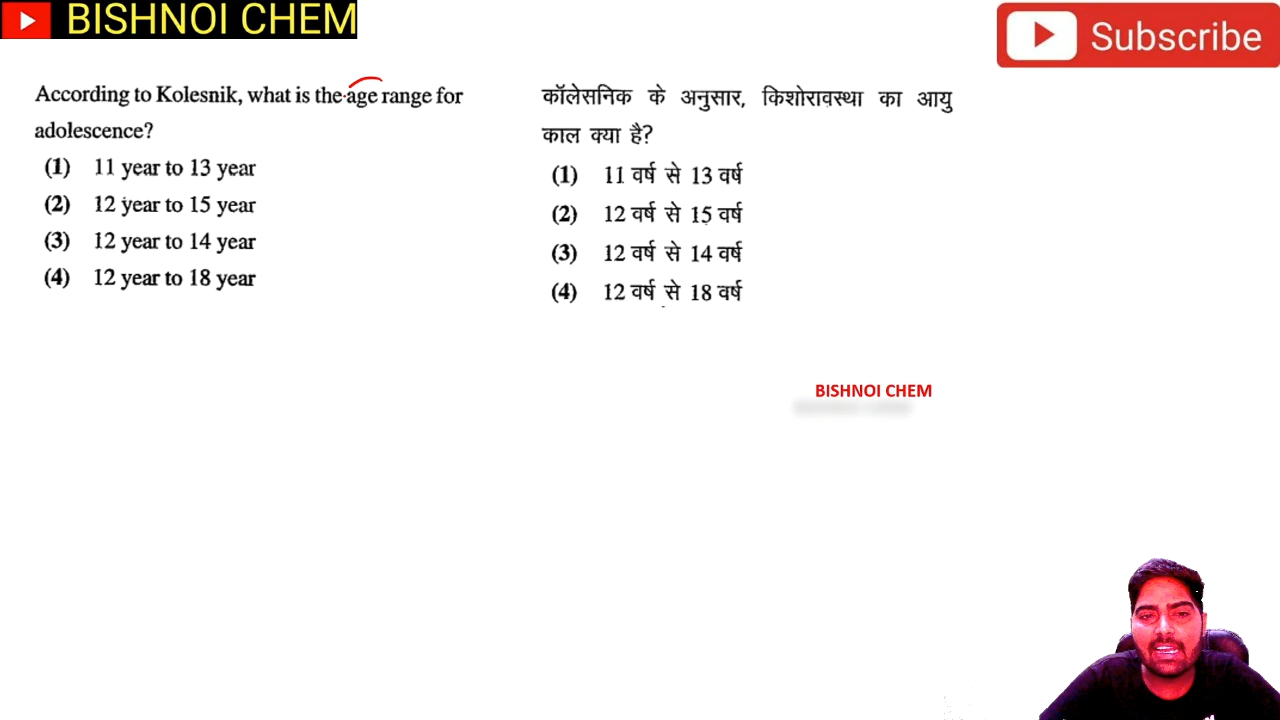 BISHNOI CHEM
Subscribe
According to Kolesnik, what is the age range for
adolescence?
(1) 11 year to 13 year
(2) 12 year to 15 year
(3) 12 year to 14 year
(4) 12 year to 18 year
कॉलेसनिक के अनुसार, किशोरावस्था का आयु
काल क्या है?
(1) 11 वर्ष से 13 वर्ष
(2) 12 वर्ष से 15 वर्ष
(3) 12 वर्ष से 14 वर्ष
(4) 12 वर्ष से 18 वर्ष
BISHNOI CHEM